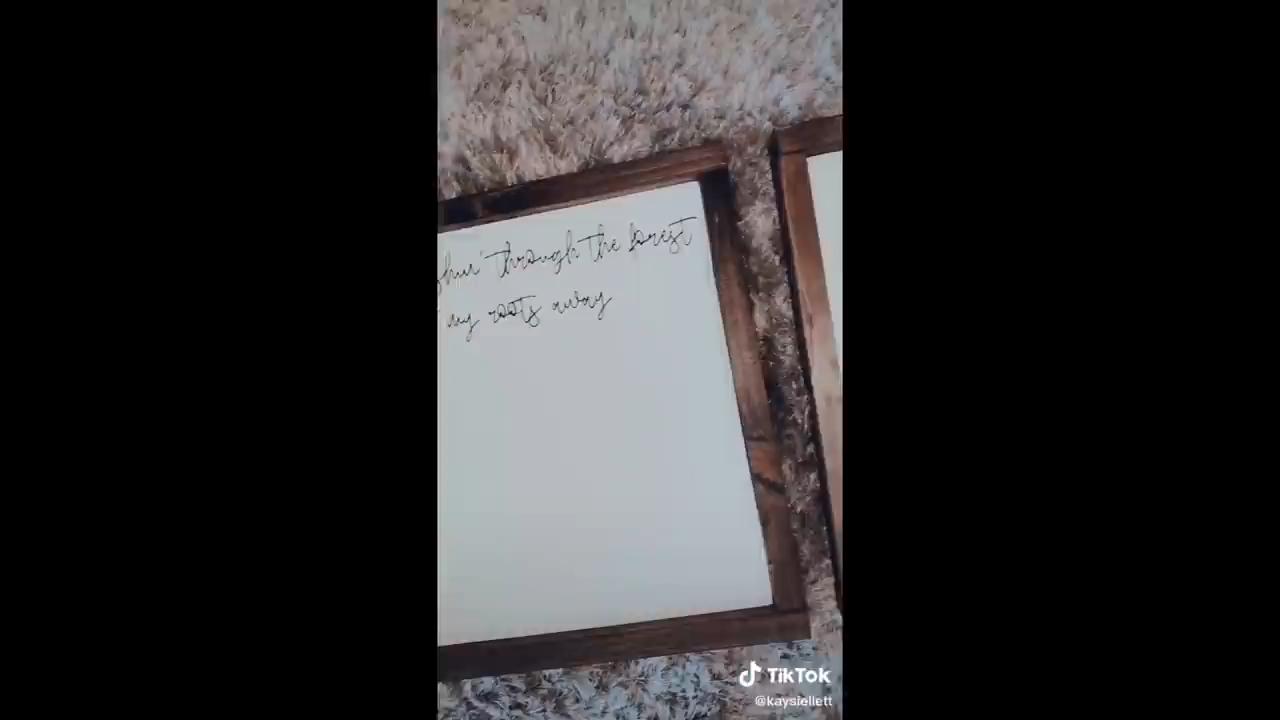 through the forest
my roots away
TikTok
@kaysiellett